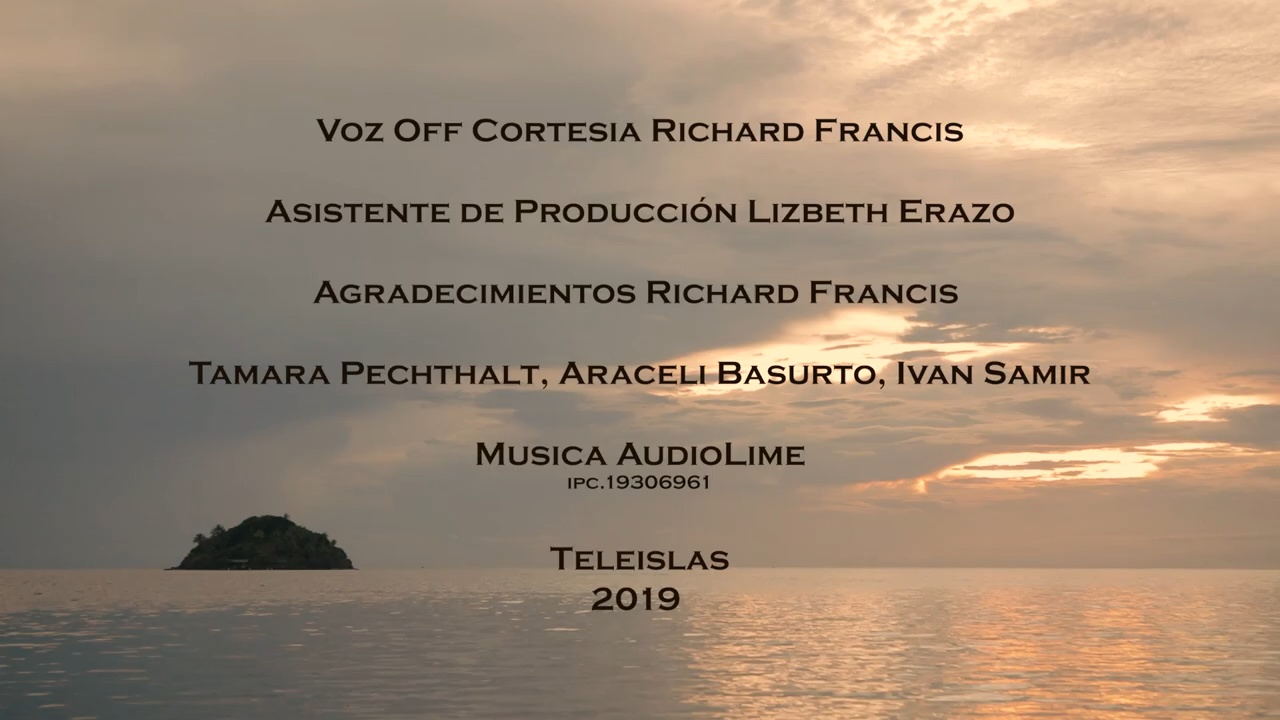 Voz Off Cortesia Richard Francis
Asistente de Producción Lizbeth Erazo
Agradecimientos Richard Francis
Tamara Pechthalt, Araceli Basurto, Ivan Samir
Musica AudioLime
ipc.19306961
Teleislas
2019